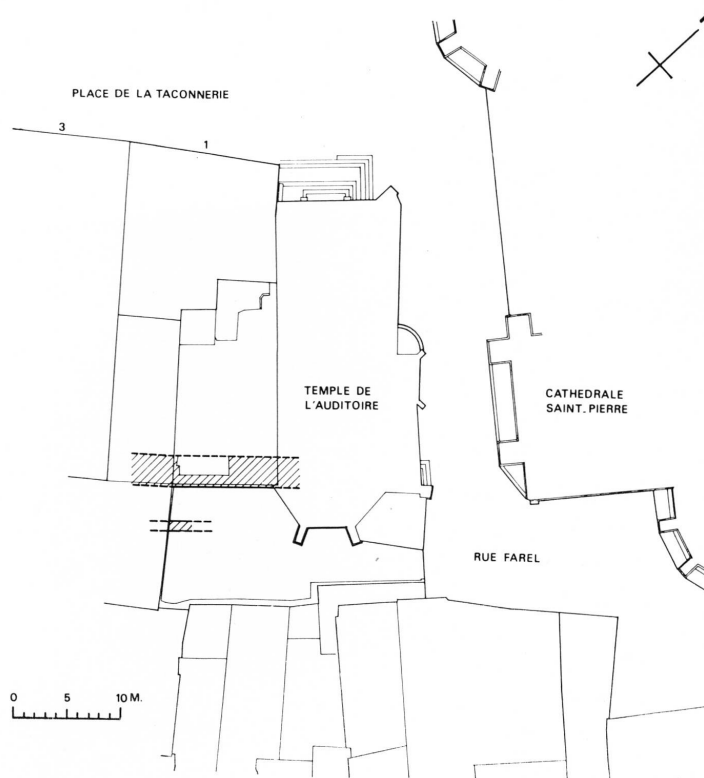 PLACE DE LA TACONNERIE
3
1
TEMPLE DE
L'AUDITOIRE
CATHEDRALE
SAINT. PIERRE
RUE FAREL
0 5 10 M.